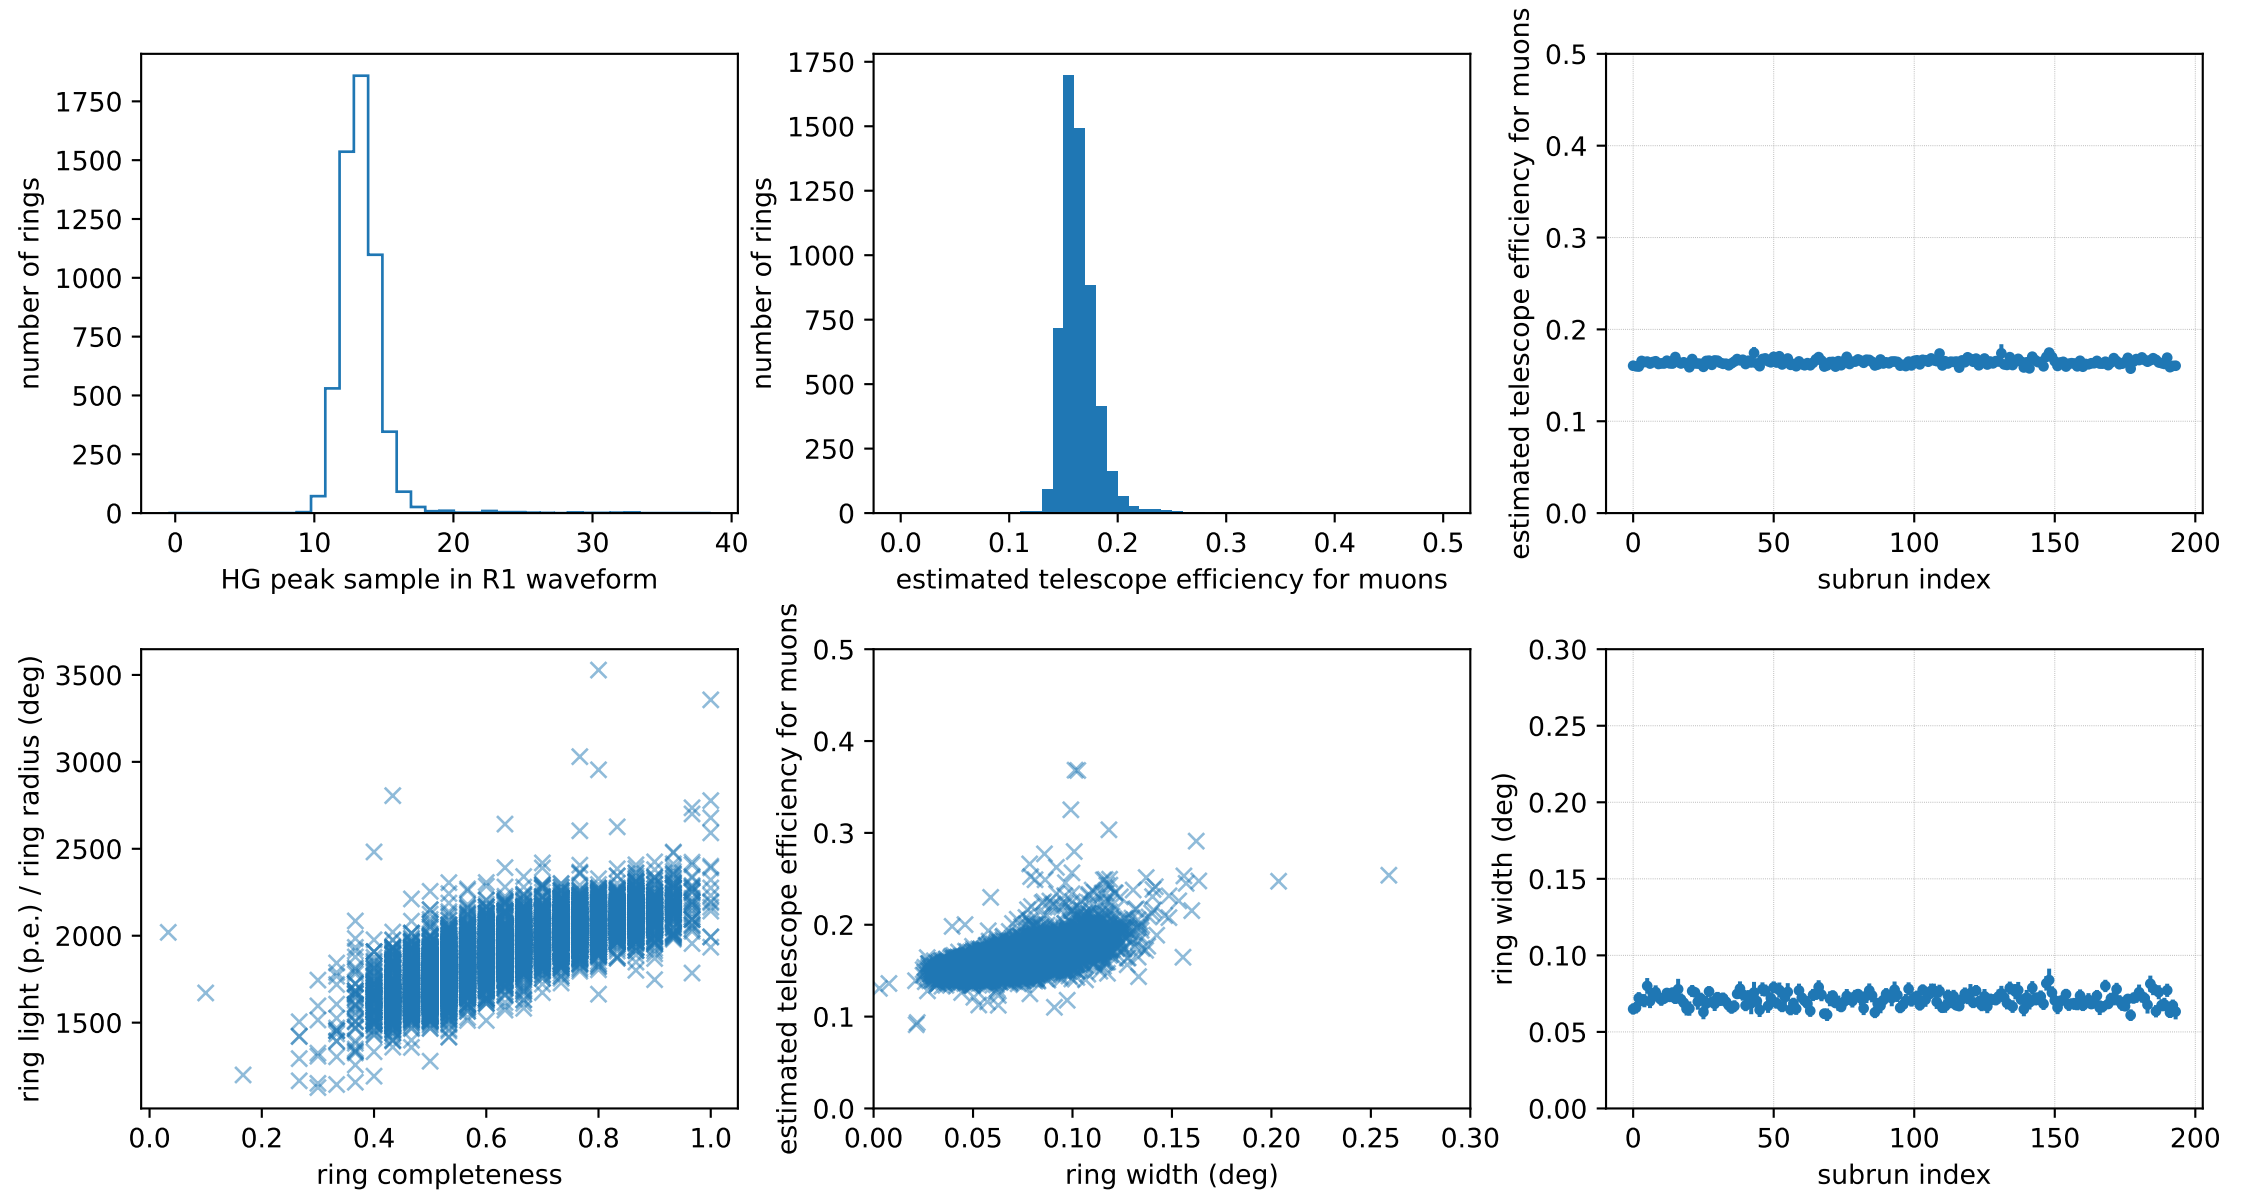 1750
1500
1250
1000
750
500
250
0
number of rings
0 10 20 30 40
HG peak sample in R1 waveform
1750
1500
1250
1000
750
500
250
0
number of rings
0.0 0.1 0.2 0.3 0.4 0.5
estimated telescope efficiency for muons
0.5
0.4
0.3
0.2
0.1
0.0
estimated telescope efficiency for muons
0 50 100 150 200
subrun index
3500
3000
2500
2000
1500
ring light (p.e.) / ring radius (deg)
0.0 0.2 0.4 0.6 0.8 1.0
ring completeness
0.5
0.4
0.3
0.2
0.1
0.0
estimated telescope efficiency for muons
0.00 0.05 0.10 0.15 0.20 0.25 0.30
ring width (deg)
0.30
0.25
0.20
0.15
0.10
0.05
0.00
ring width (deg)
0 50 100 150 200
subrun index